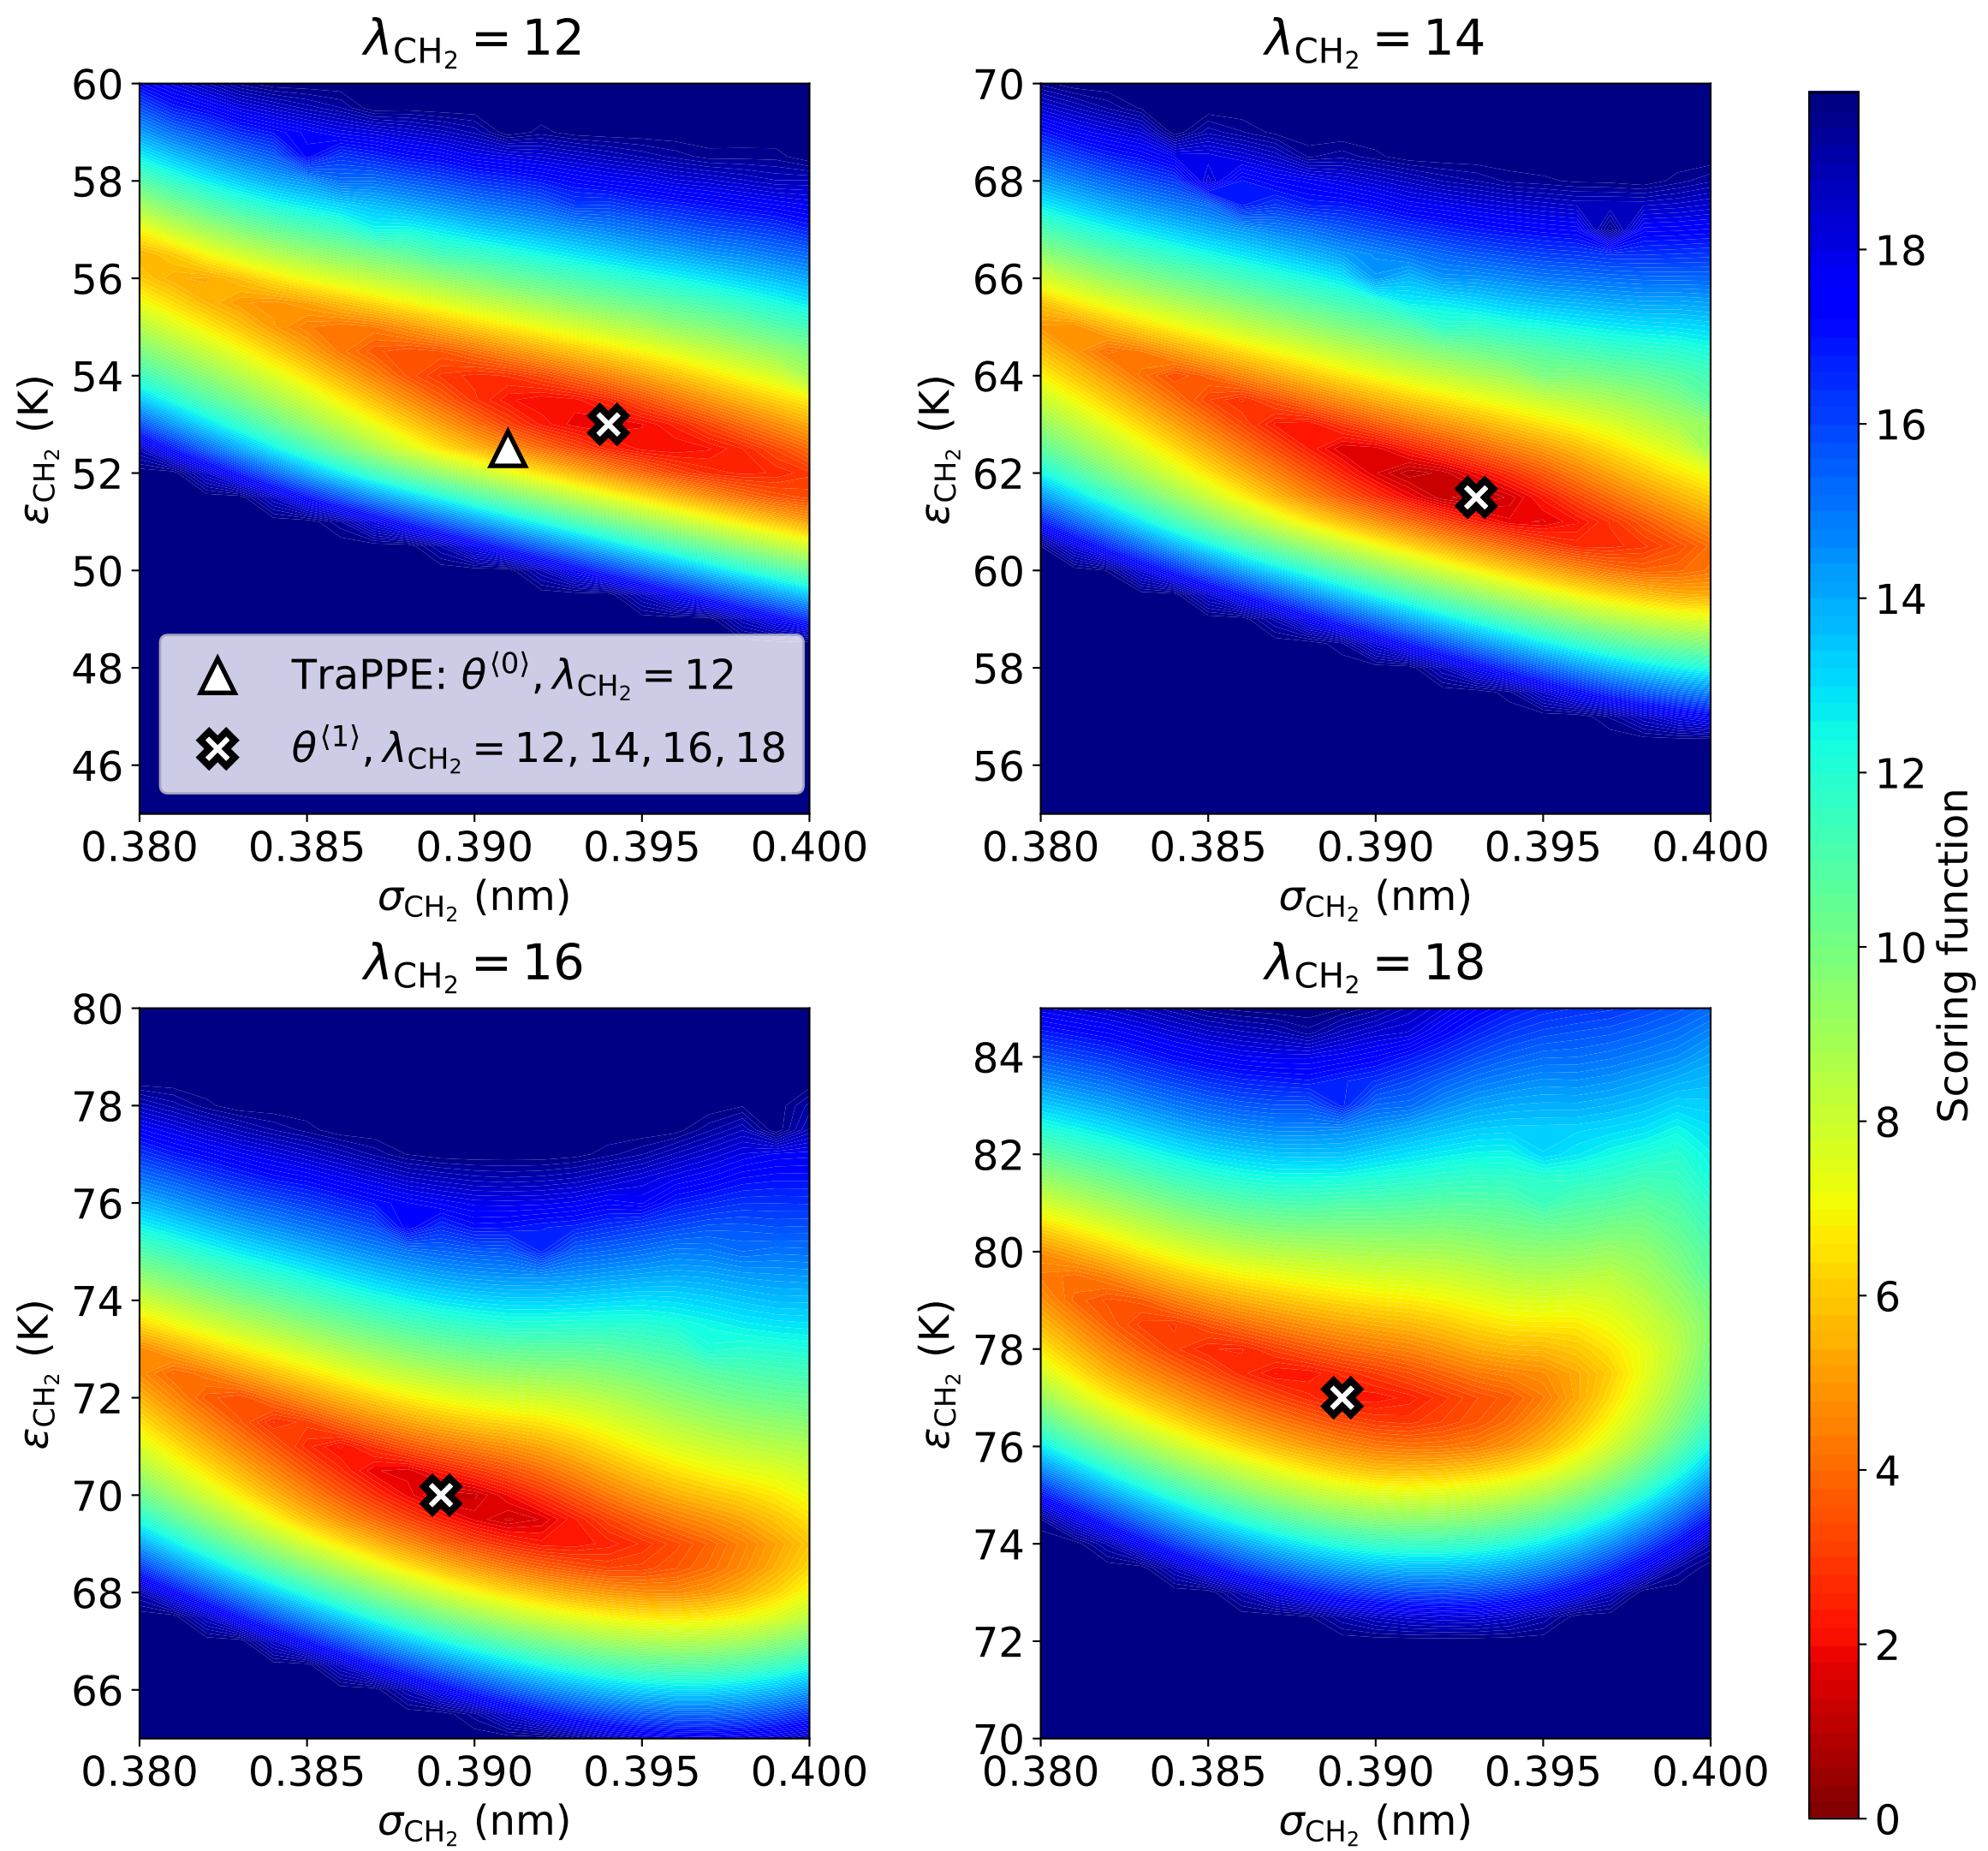 λCH₂ = 12
60
58
56
54
52
50
48
46
εCH₂ (K)
TraPPE: θ⟨0⟩, λCH₂ = 12
θ⟨1⟩, λCH₂ = 12, 14, 16, 18
0.380 0.385 0.390 0.395 0.400
σCH₂ (nm)
λCH₂ = 14
70
68
66
64
62
60
58
56
εCH₂ (K)
0.380 0.385 0.390 0.395 0.400
σCH₂ (nm)
λCH₂ = 16
80
78
76
74
72
70
68
66
εCH₂ (K)
0.380 0.385 0.390 0.395 0.400
σCH₂ (nm)
λCH₂ = 18
84
82
80
78
76
74
72
70
εCH₂ (K)
0.380 0.385 0.390 0.395 0.400
σCH₂ (nm)
18
16
14
12
10
8
6
4
2
0
Scoring function